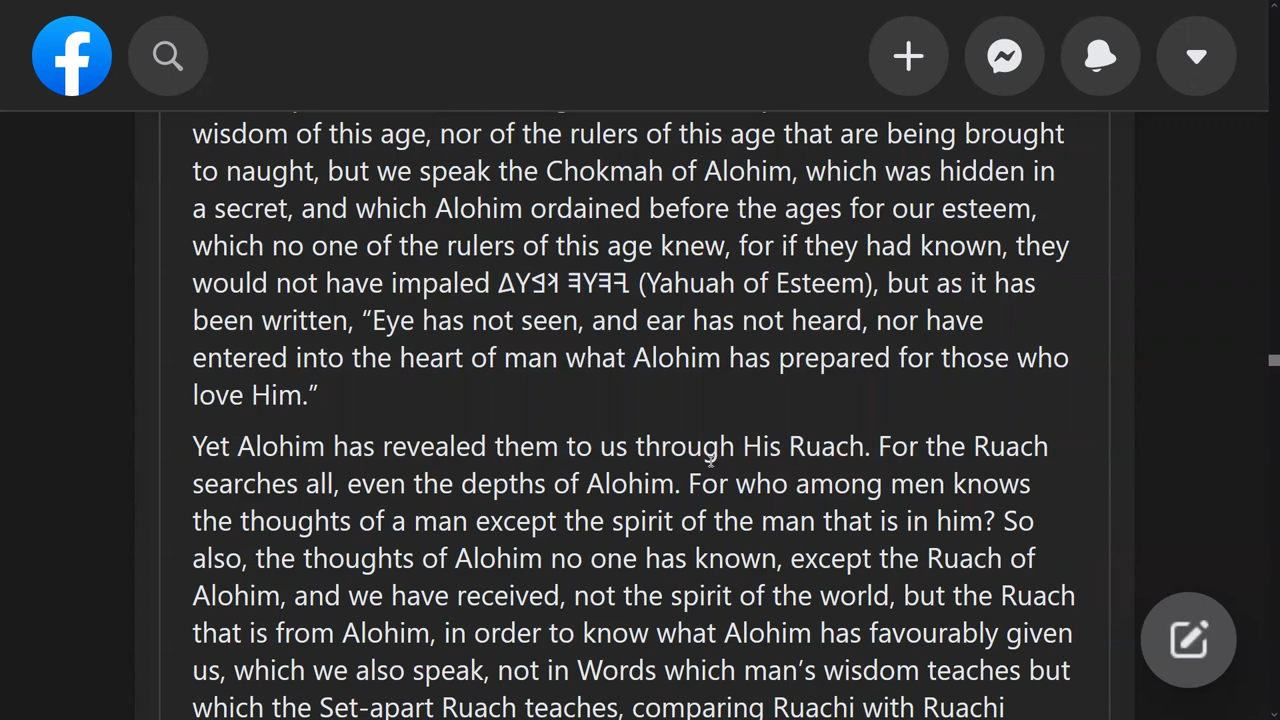 wisdom of this age, nor of the rulers of this age that are being brought
to naught, but we speak the Chokmah of Alohim, which was hidden in
a secret, and which Alohim ordained before the ages for our esteem,
which no one of the rulers of this age knew, for if they had known, they
would not have impaled 𐤃𐤅𐤁𐤊 𐤄𐤅𐤄𐤉 (Yahuah of Esteem), but as it has
been written, “Eye has not seen, and ear has not heard, nor have
entered into the heart of man what Alohim has prepared for those who
love Him.”
Yet Alohim has revealed them to us through His Ruach. For the Ruach
searches all, even the depths of Alohim. For who among men knows
the thoughts of a man except the spirit of the man that is in him? So
also, the thoughts of Alohim no one has known, except the Ruach of
Alohim, and we have received, not the spirit of the world, but the Ruach
that is from Alohim, in order to know what Alohim has favourably given
us, which we also speak, not in Words which man’s wisdom teaches but
which the Set-apart Ruach teaches, comparing Ruachi with Ruachi